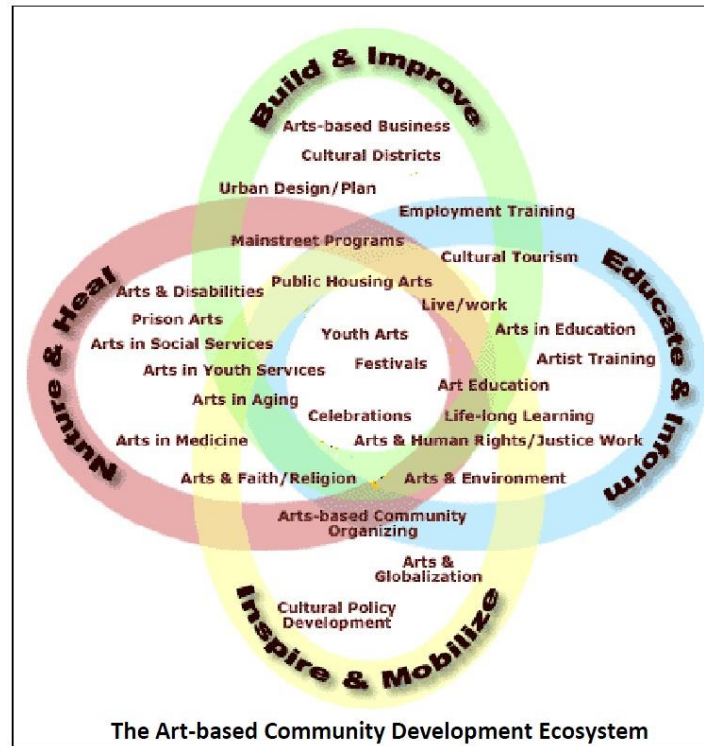 Build & Improve
Arts-based Business
Cultural Districts
Urban Design/Plan
Employment Training
Mainstreet Programs
Cultural Tourism
Nuture & Heal
Educate & Inform
Public Housing Arts
Arts & Disabilities
Live/work
Prison Arts
Youth Arts
Arts in Education
Arts in Social Services
Festivals
Artist Training
Arts in Youth Services
Art Education
Arts in Aging
Celebrations
Life-long Learning
Arts in Medicine
Arts & Human Rights/Justice Work
Arts & Faith/Religion
Arts & Environment
Arts-based Community
Organizing
Arts &
Globalization
Cultural Policy
Development
Inspire & Mobilize
The Art-based Community Development Ecosystem